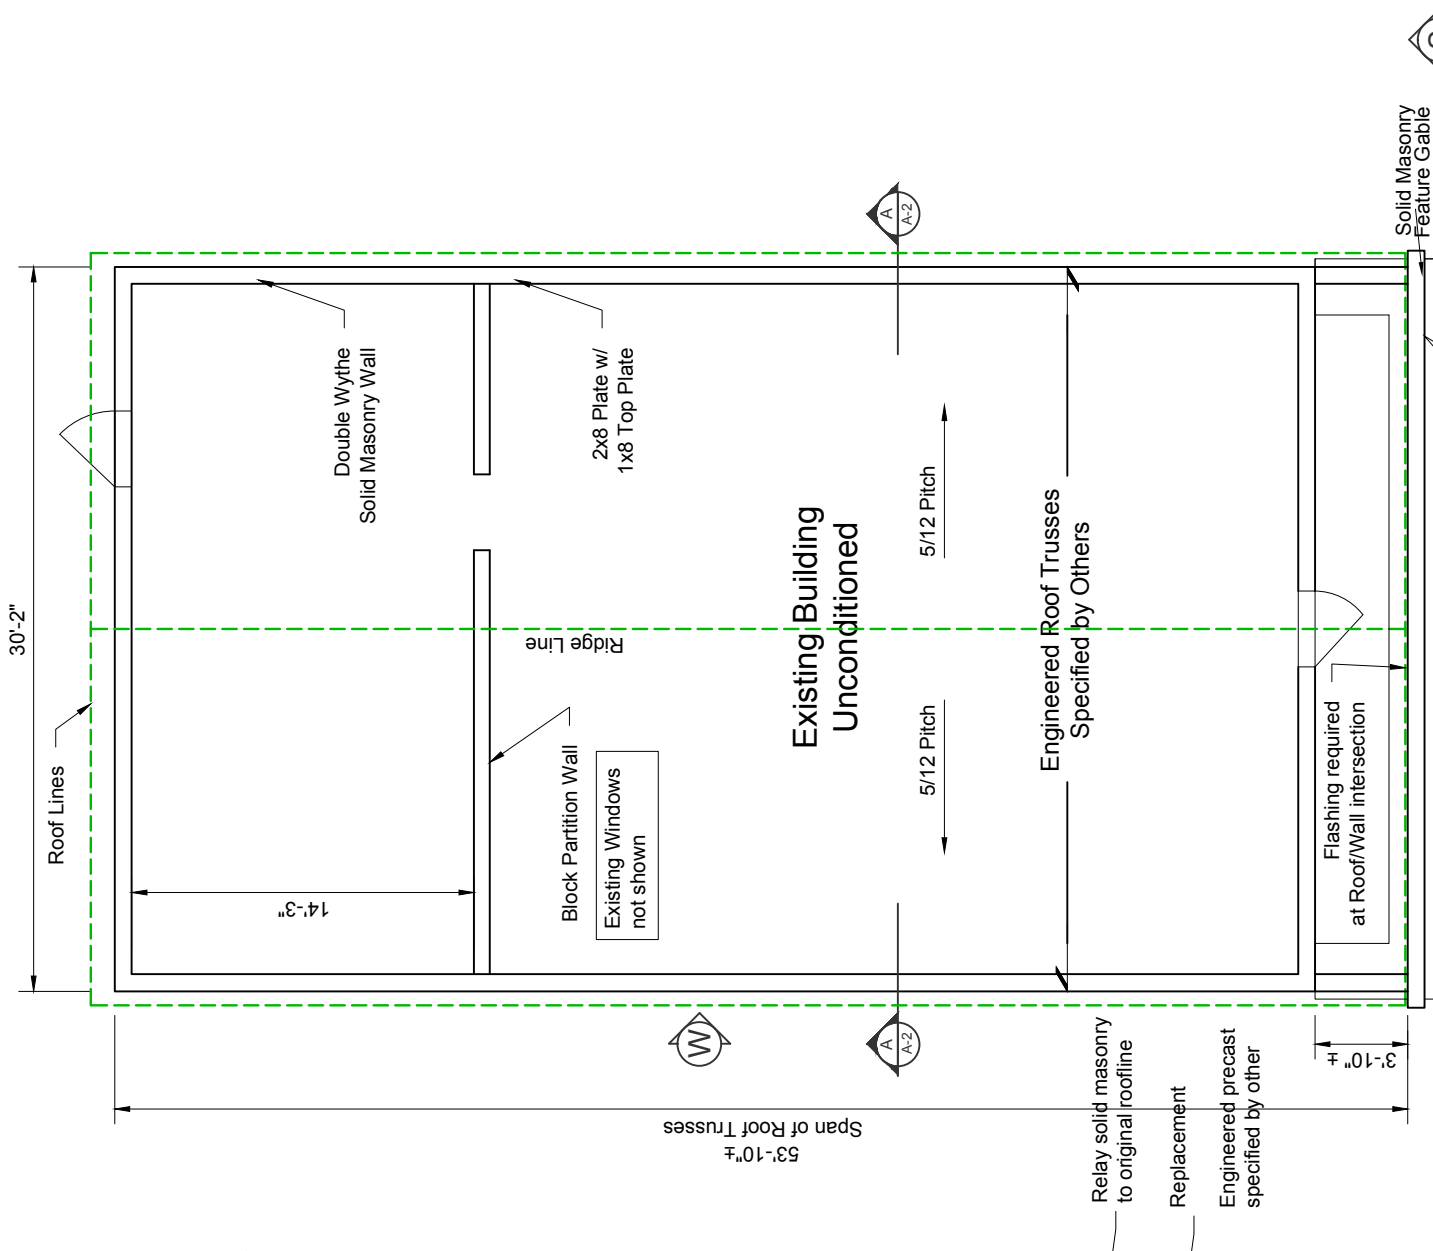 30'-2"
Roof Lines
Double Wythe
Solid Masonry Wall
2x8 Plate w/
1x8 Top Plate
Ridge Line
14'-3"
Block Partition Wall
Existing Windows
not shown
Existing Building
Unconditioned
5/12 Pitch
5/12 Pitch
Engineered Roof Trusses
Specified by Others
A
A-2
A
A-2
W
Flashing required
at Roof/Wall intersection
Solid Masonry
Feature Gable
3'-10" ±
53'-10"±
Span of Roof Trusses
Relay solid masonry
to original roofline
Replacement
Engineered precast
specified by other